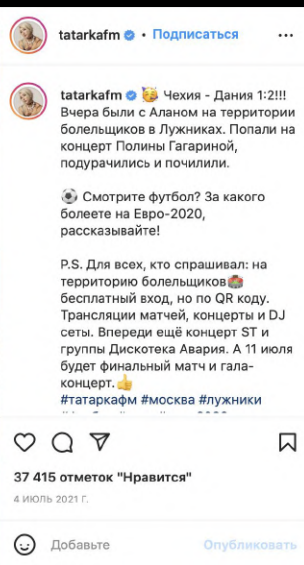 tatarkafm • Подписаться ...
tatarkafm 🥳 Чехия - Дания 1:2!!!
Вчера были с Аланом на территории
болельщиков в Лужниках. Попали на
концерт Полины Гагариной,
подурачились и почилили.
⚽ Смотрите футбол? За какого
болеете на Евро-2020,
рассказывайте!
P.S. Для всех, кто спрашивал: на
территорию болельщиков🏟
бесплатный вход, но по QR коду.
Трансляции матчей, концерты и DJ
сеты. Впереди ещё концерт ST и
группы Дискотека Авария. А 11 июля
будет финальный матч и гала-
концерт.👍
#татаркафм #москва #лужники
37 415 отметок "Нравится"
4 ИЮЛЬ 2021 Г.
Добавьте Опубликовать